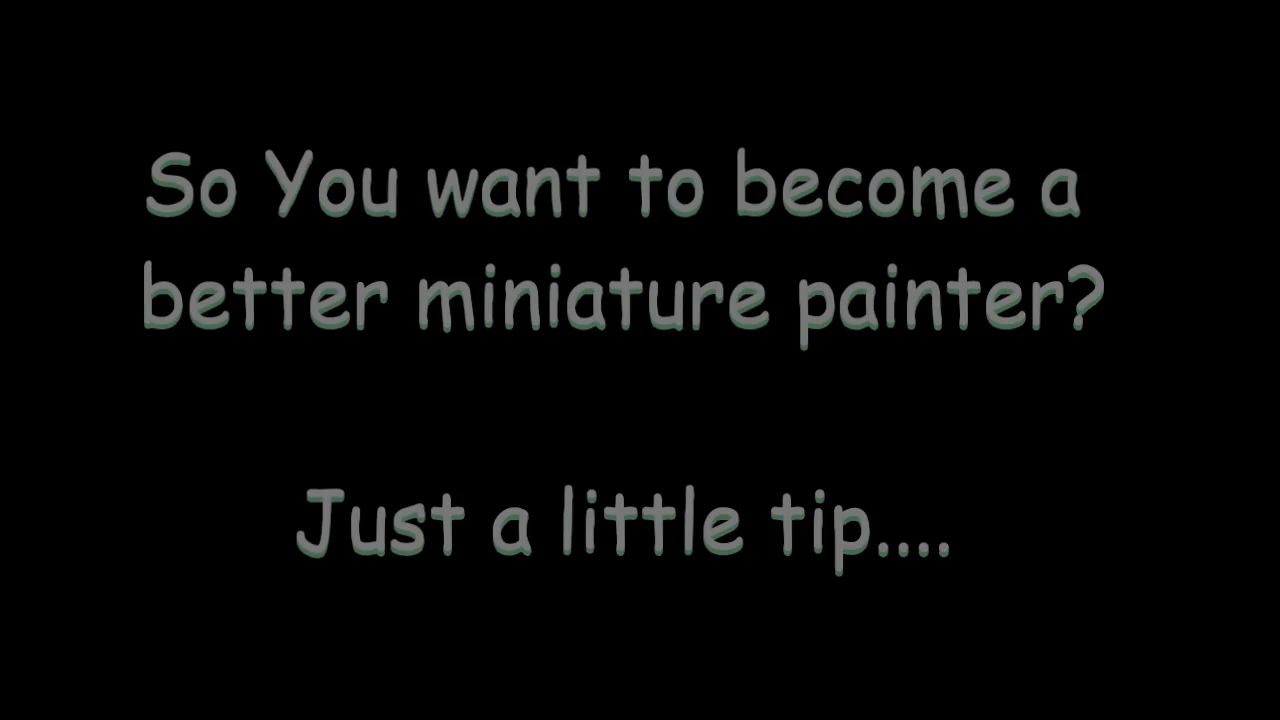 So You want to become a
better miniature painter?
Just a little tip....